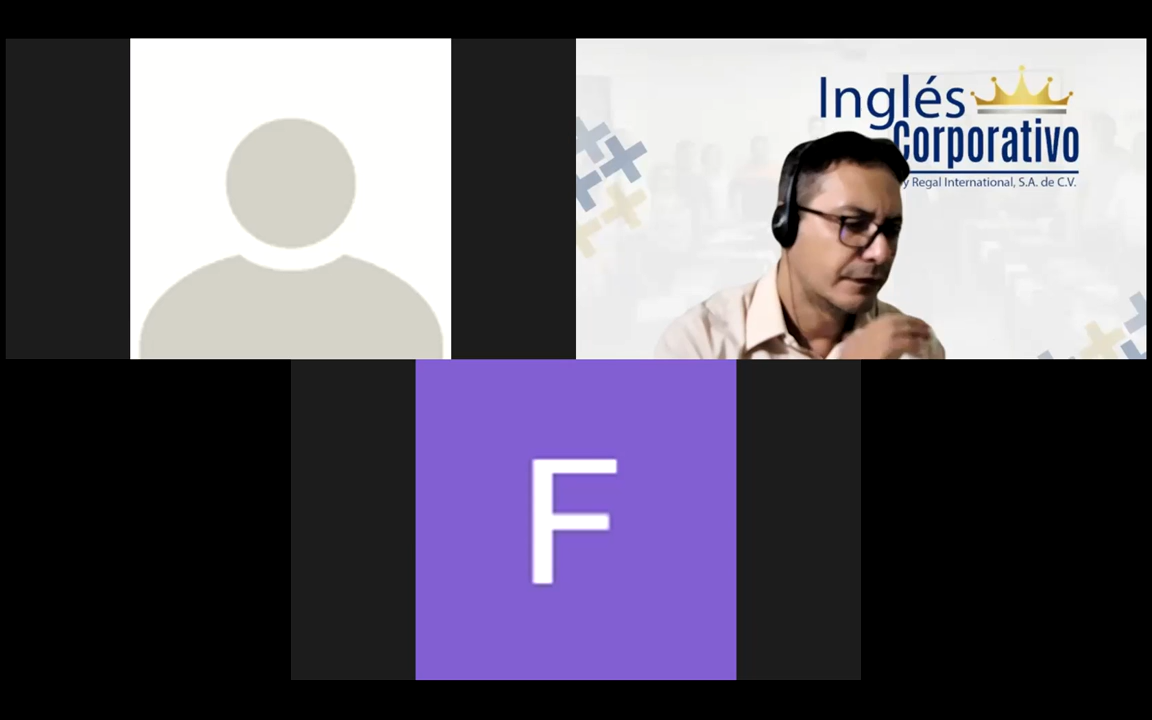 Inglés
Corporativo
y Regal International, S.A. de C.V.
F